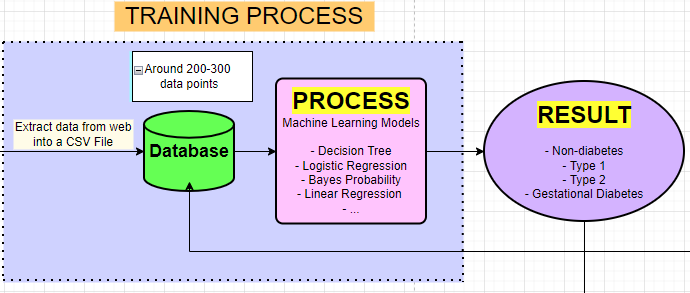 TRAINING PROCESS
Around 200-300
data points
Extract data from web
into a CSV File
Database
PROCESS
Machine Learning Models
- Decision Tree
- Logistic Regression
- Bayes Probability
- Linear Regression
- ...
RESULT
- Non-diabetes
- Type 1
- Type 2
- Gestational Diabetes